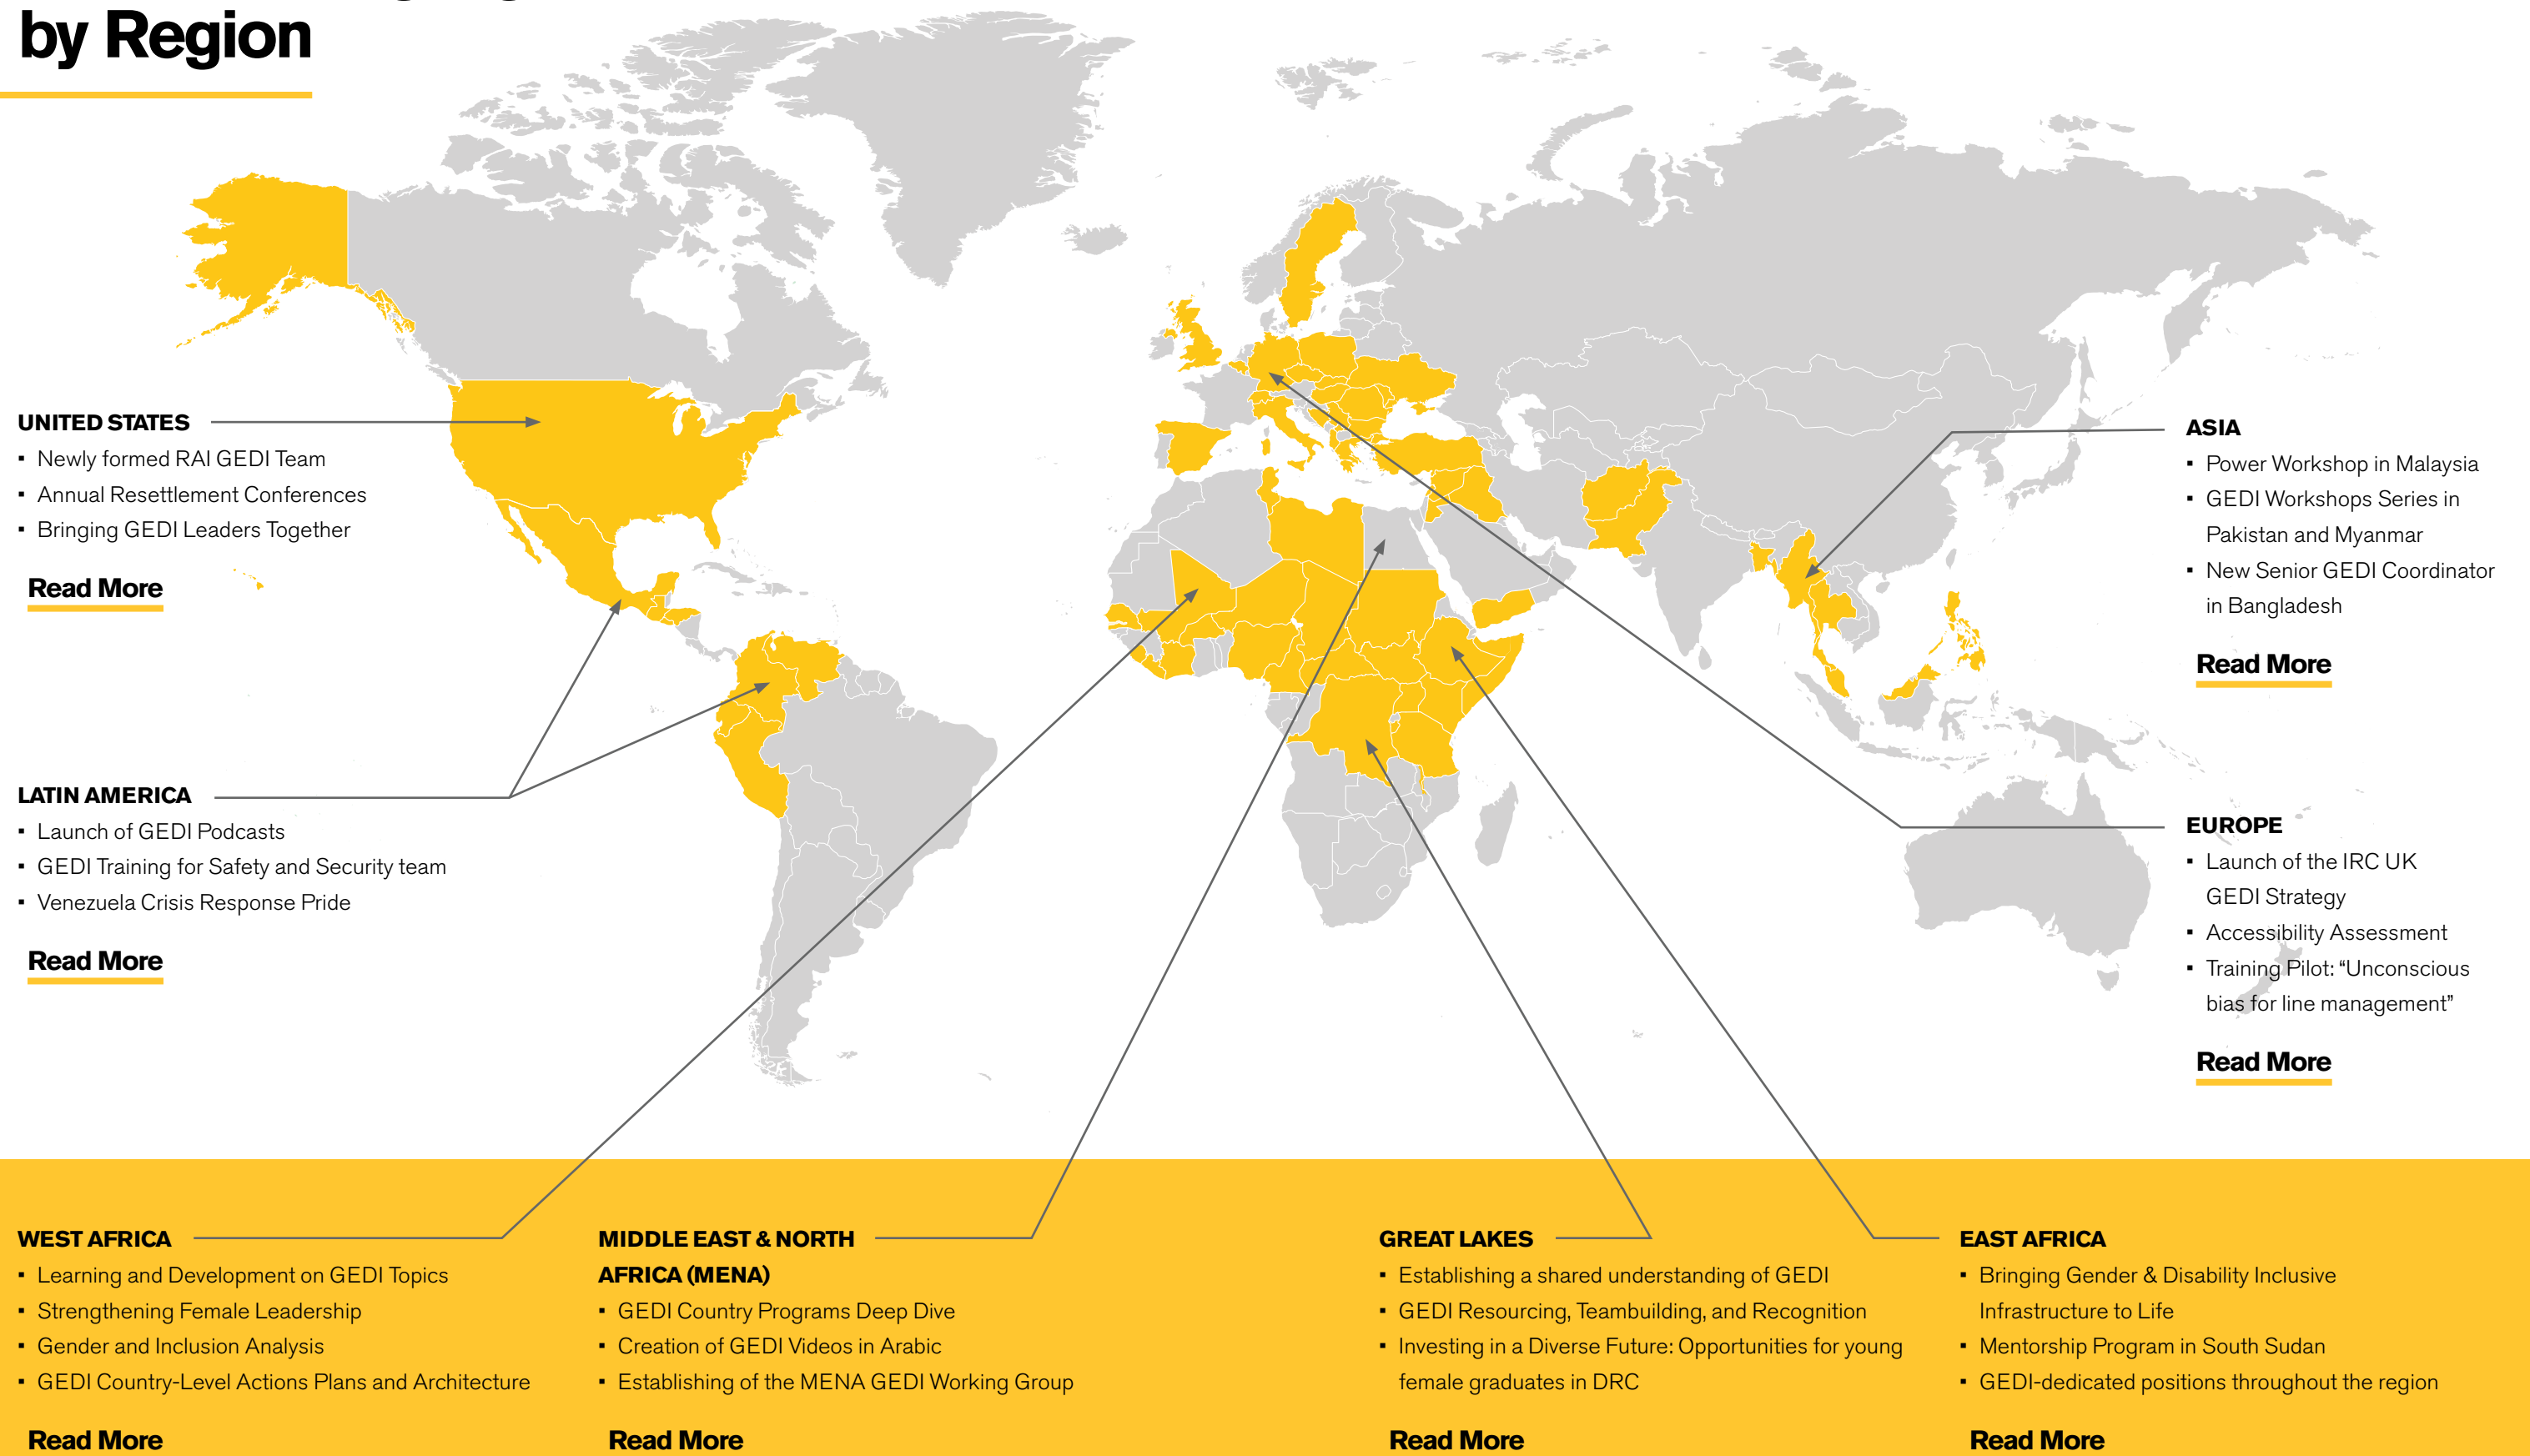 by Region
UNITED STATES
▪ Newly formed RAI GEDI Team
▪ Annual Resettlement Conferences
▪ Bringing GEDI Leaders Together
Read More
LATIN AMERICA
▪ Launch of GEDI Podcasts
▪ GEDI Training for Safety and Security team
▪ Venezuela Crisis Response Pride
Read More
ASIA
▪ Power Workshop in Malaysia
▪ GEDI Workshops Series in
Pakistan and Myanmar
▪ New Senior GEDI Coordinator
in Bangladesh
Read More
EUROPE
▪ Launch of the IRC UK
GEDI Strategy
▪ Accessibility Assessment
▪ Training Pilot: “Unconscious
bias for line management”
Read More
WEST AFRICA
▪ Learning and Development on GEDI Topics
▪ Strengthening Female Leadership
▪ Gender and Inclusion Analysis
▪ GEDI Country-Level Actions Plans and Architecture
Read More
MIDDLE EAST & NORTH
AFRICA (MENA)
▪ GEDI Country Programs Deep Dive
▪ Creation of GEDI Videos in Arabic
▪ Establishing of the MENA GEDI Working Group
Read More
GREAT LAKES
▪ Establishing a shared understanding of GEDI
▪ GEDI Resourcing, Teambuilding, and Recognition
▪ Investing in a Diverse Future: Opportunities for young
female graduates in DRC
Read More
EAST AFRICA
▪ Bringing Gender & Disability Inclusive
Infrastructure to Life
▪ Mentorship Program in South Sudan
▪ GEDI-dedicated positions throughout the region
Read More